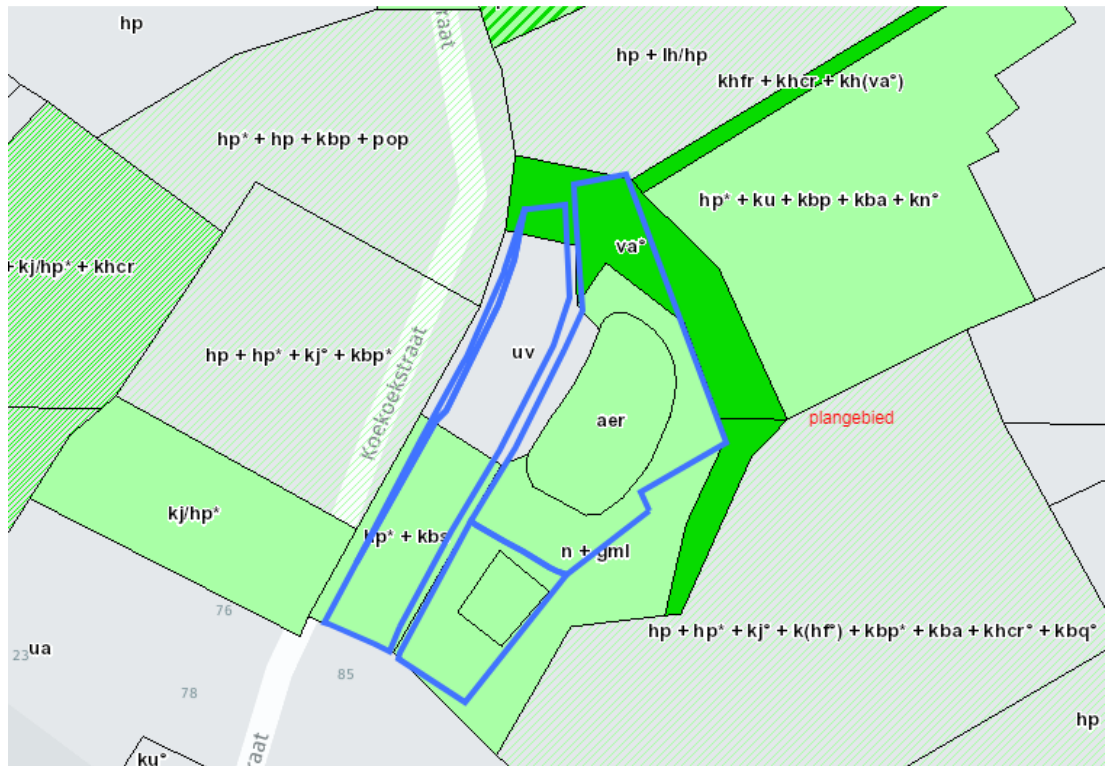 hp
raat
hp + lh/hp
khfr + khcr + kh(va°)
hp* + hp + kbp + pop
hp* + ku + kbp + kba + kn°
va°
+ kj/hp* + khcr
hp + hp* + kj° + kbp*
uv
Koekoekstraat
aer
plangebied
kj/hp*
hp* + kbs
n + gml
76
hp + hp* + kj° + k(hf°) + kbp* + kba + khcr° + kbq°
23
ua
85
78
hp
raat
ku°